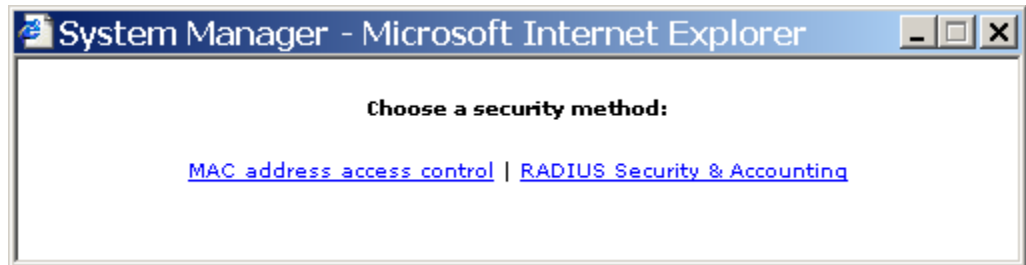 System Manager - Microsoft Internet Explorer
Choose a security method:
MAC address access control | RADIUS Security & Accounting